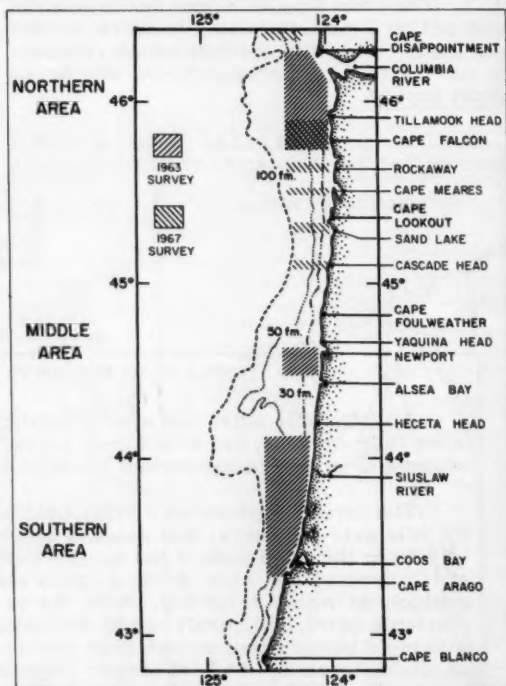 125°
124°
CAPE
DISAPPOINTMENT
COLUMBIA
RIVER
NORTHERN
AREA
46°
46°
TILLAMOOK HEAD
CAPE FALCON
1963
SURVEY
100 fm.
ROCKAWAY
CAPE MEARES
CAPE
LOOKOUT
1967
SURVEY
SAND LAKE
CASCADE HEAD
45°
45°
CAPE
FOULWEATHER
MIDDLE
AREA
50 fm.
YAQUINA HEAD
NEWPORT
30 fm.
ALSEA BAY
HECETA HEAD
44°
44°
SIUSLAW
RIVER
SOUTHERN
AREA
COOS BAY
CAPE ARAGO
43°
43°
CAPE BLANCO
125°
124°